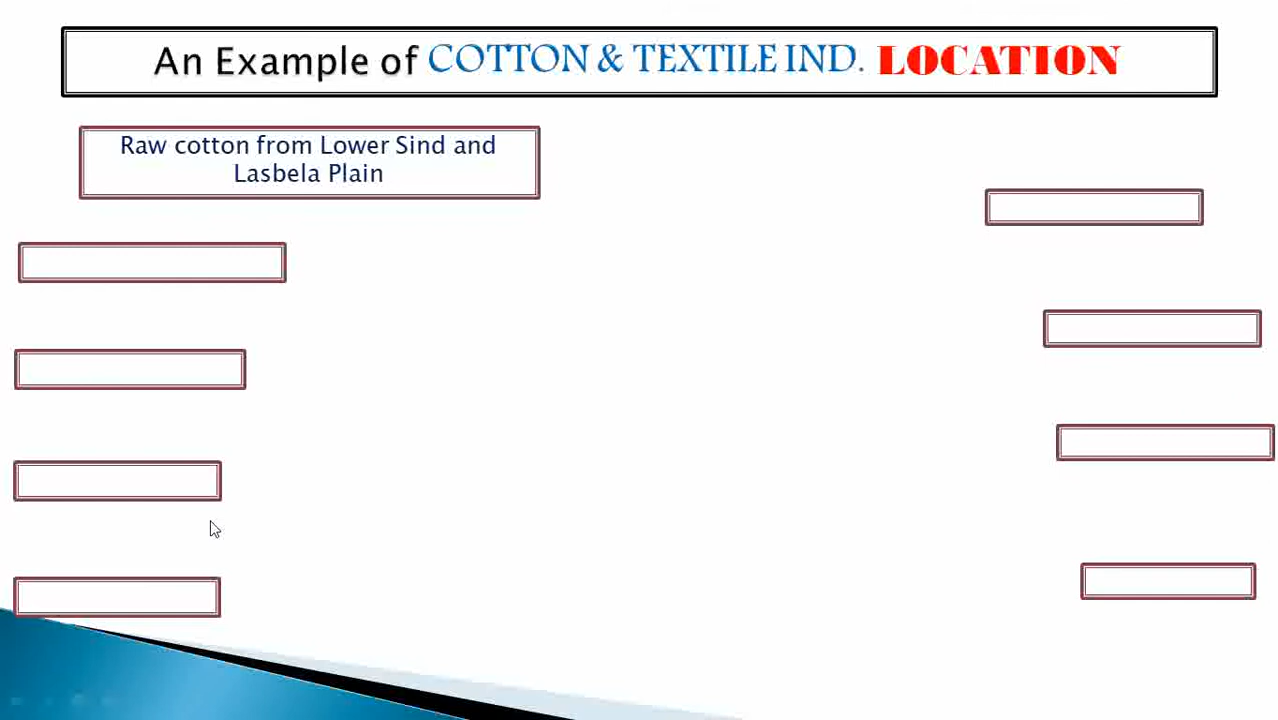 An Example of COTTON & TEXTILE IND. LOCATION
Raw cotton from Lower Sind and
Lasbela Plain